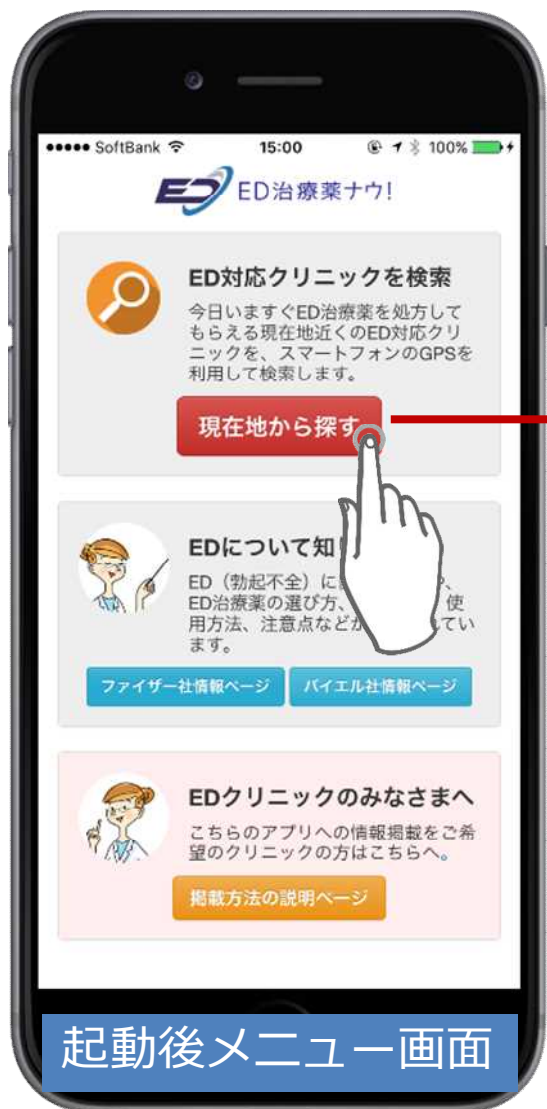 SoftBank 15:00 100%
ED ED治療薬ナウ!
ED対応クリニックを検索
今日いますぐED治療薬を処方して
もらえる現在地近くのED対応クリ
ニックを、スマートフォンのGPSを
利用して検索します。
現在地から探す
EDについて知
ED（勃起不全）に 、
ED治療薬の選び方、 使
用方法、注意点など てい
ます。
ファイザー社情報ページ バイエル社情報ページ
EDクリニックのみなさまへ
こちらのアプリへの情報掲載をご希
望のクリニックの方はこちらへ。
掲載方法の説明ページ
起動後メニュー画面